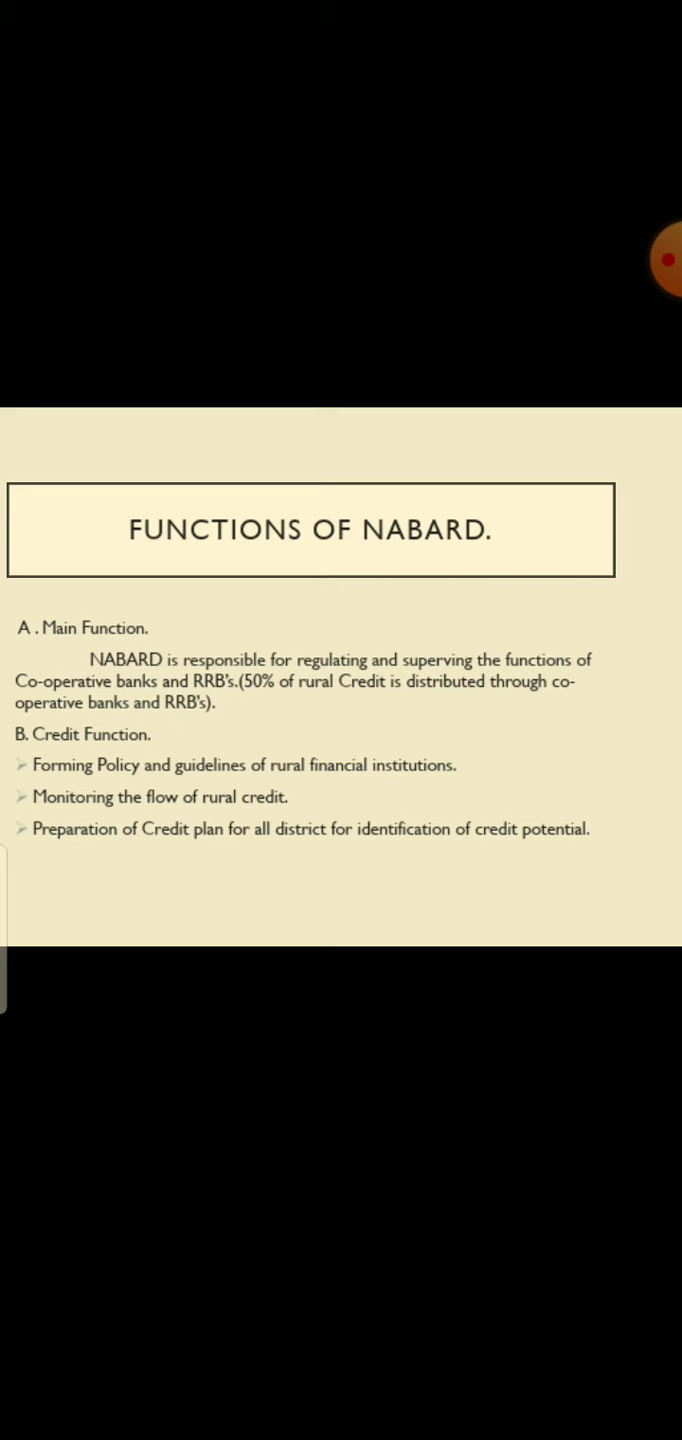 FUNCTIONS OF NABARD.
A . Main Function.
NABARD is responsible for regulating and superving the functions of
Co-operative banks and RRB's.(50% of rural Credit is distributed through co-
operative banks and RRB's).
B. Credit Function.
➢ Forming Policy and guidelines of rural financial institutions.
➢ Monitoring the flow of rural credit.
➢ Preparation of Credit plan for all district for identification of credit potential.